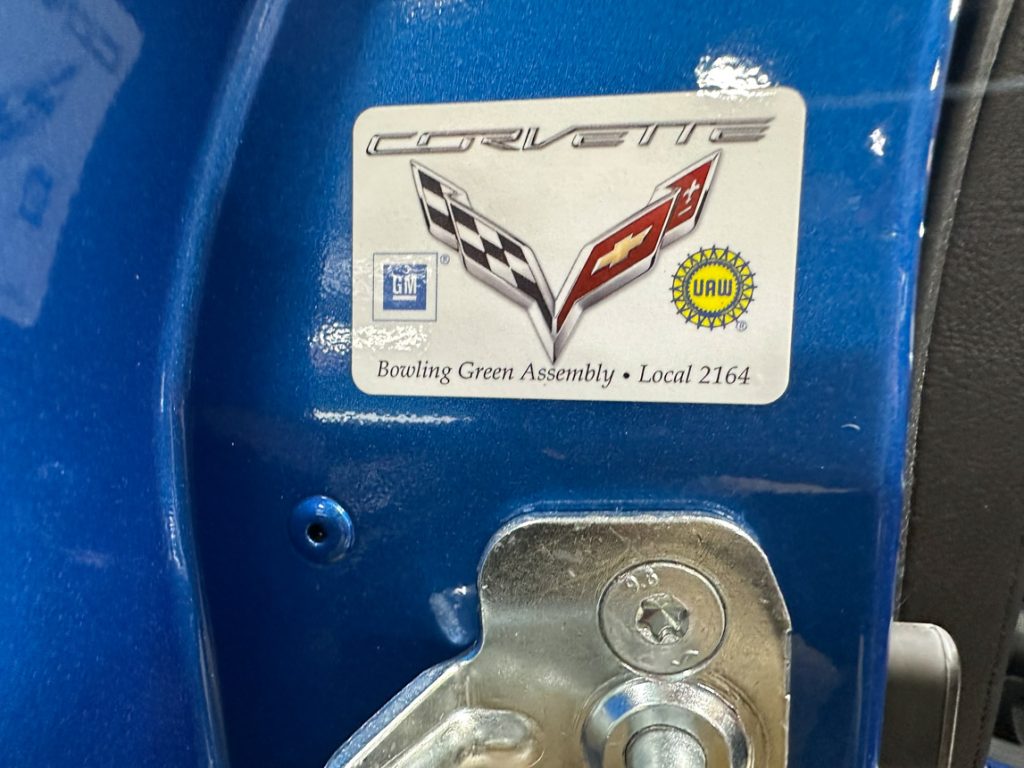 CORVETTE
GM ®
UAW ®
Bowling Green Assembly • Local 2164